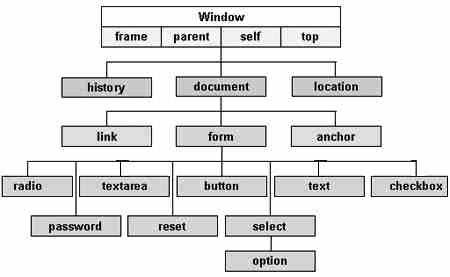 Window
frame parent self top
history document location
link form anchor
radio textarea button text checkbox
password reset select
option